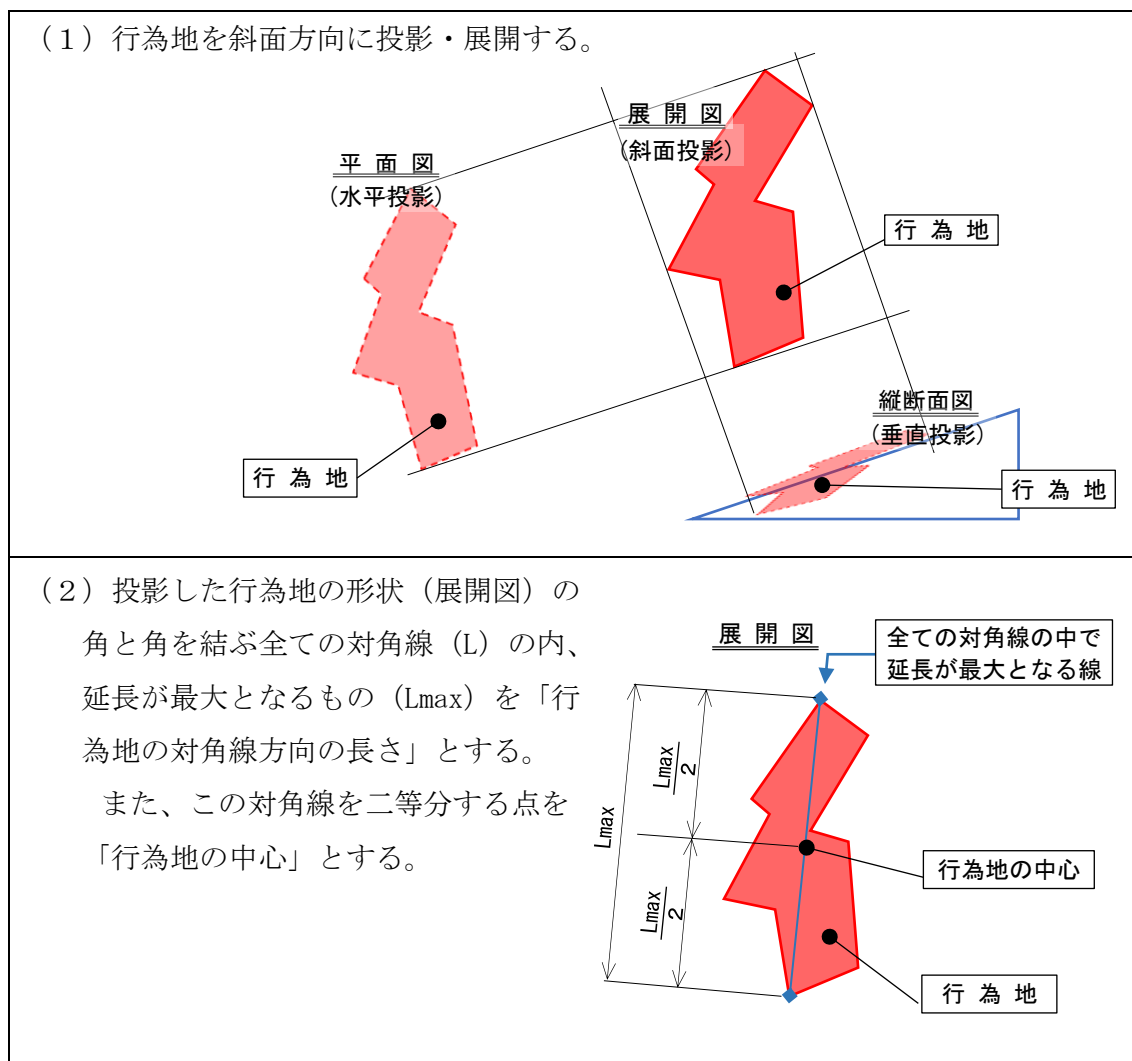 (1)行為地を斜面方向に投影・展開する。
展開図
(斜面投影)
平面図
(水平投影)
行為地
縦断面図
(垂直投影)
行為地
行為地
(2)投影した行為地の形状(展開図)の
角と角を結ぶ全ての対角線(L)の内、
延長が最大となるもの(Lmax)を「行
為地の対角線方向の長さ」とする。
また、この対角線を二等分する点を
「行為地の中心」とする。
展開図
全ての対角線の中で
延長が最大となる線
Lmax
2
Lmax
Lmax
2
行為地の中心
行為地